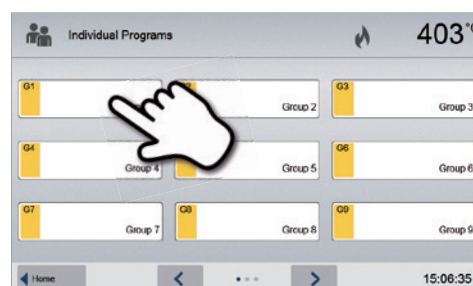 Individual Programs
403°
G1
G3
Group 2
Group 3
G4
G6
Group 4
Group 5
Group 6
G7
G8
G9
Group 7
Group 8
Group 9
Home
15:06:35